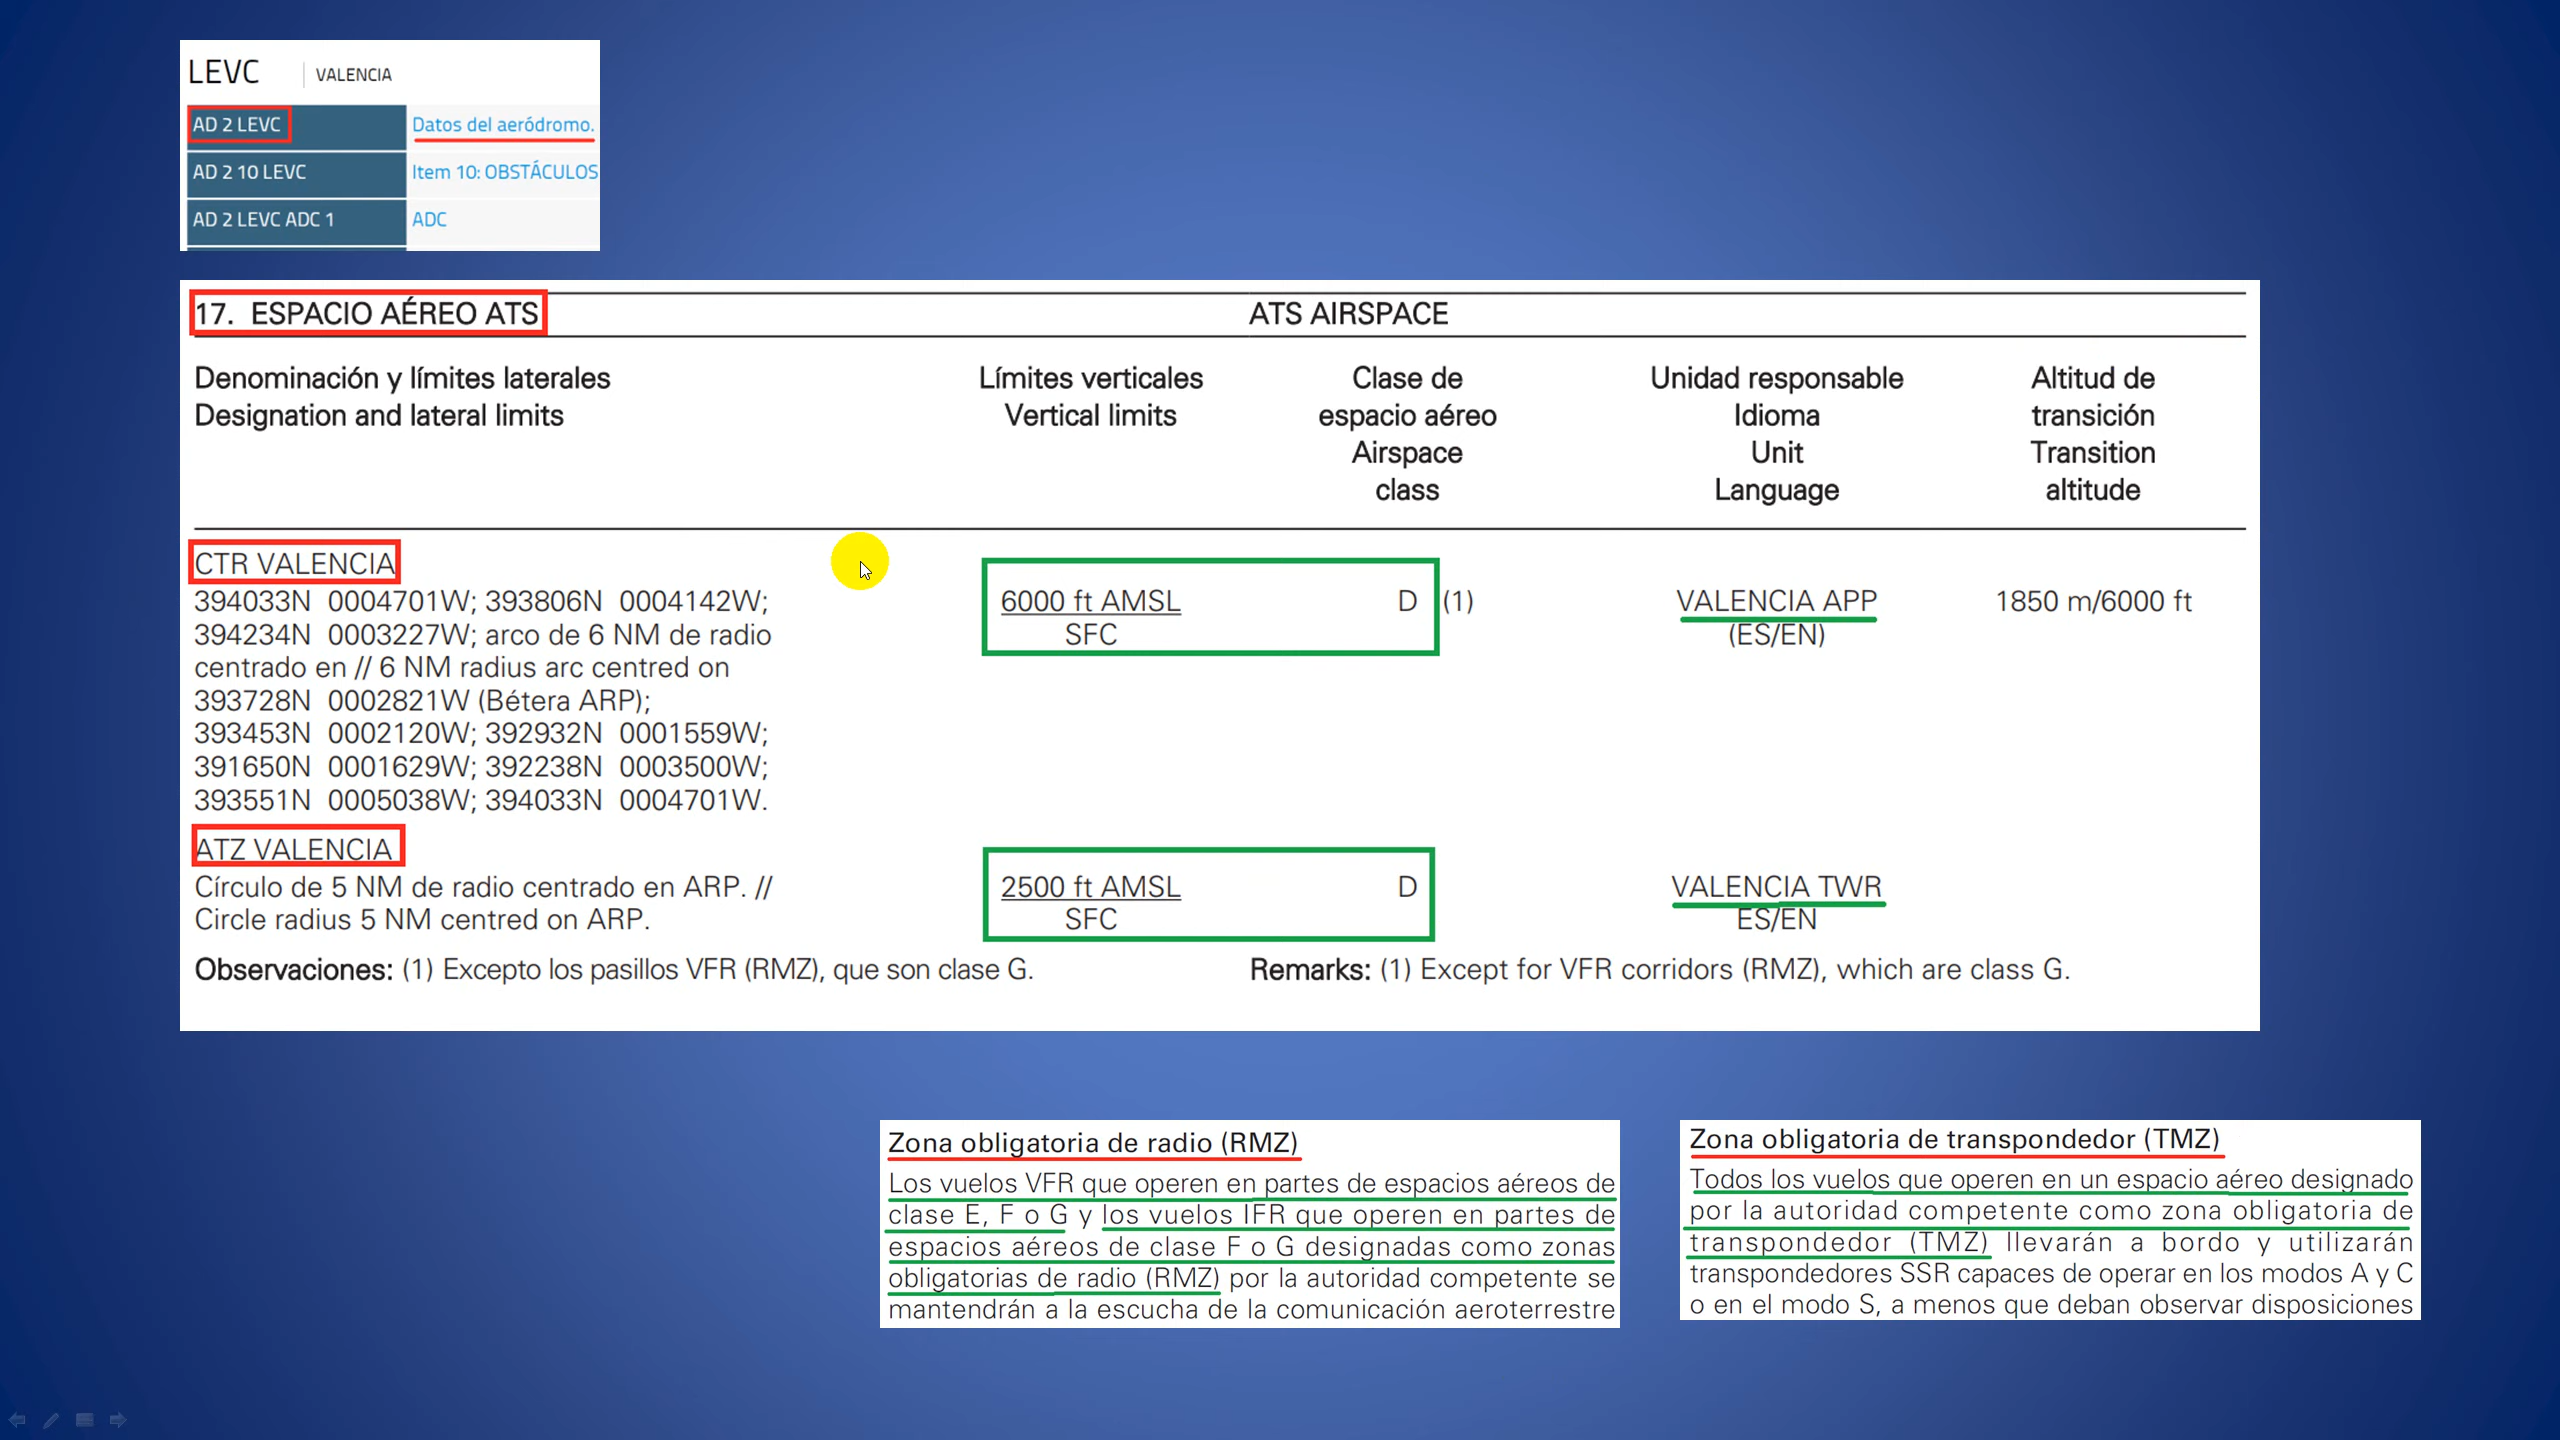 LEVC VALENCIA
AD 2 LEVC Datos del aeródromo.
AD 2 10 LEVC Item 10: OBSTÁCULOS
AD 2 LEVC ADC 1 ADC
17. ESPACIO AÉREO ATS ATS AIRSPACE
Denominación y límites laterales Límites verticales Clase de Unidad responsable Altitud de
Designation and lateral limits Vertical limits espacio aéreo Idioma transición
Airspace Unit Transition
class Language altitude
CTR VALENCIA
394033N 0004701W; 393806N 0004142W; 6000 ft AMSL D (1) VALENCIA APP 1850 m/6000 ft
394234N 0003227W; arco de 6 NM de radio SFC (ES/EN)
centrado en // 6 NM radius arc centred on
393728N 0002821W (Bétera ARP);
393453N 0002120W; 392932N 0001559W;
391650N 0001629W; 392238N 0003500W;
393551N 0005038W; 394033N 0004701W.
ATZ VALENCIA
Círculo de 5 NM de radio centrado en ARP. // 2500 ft AMSL D VALENCIA TWR
Circle radius 5 NM centred on ARP. SFC ES/EN
Observaciones: (1) Excepto los pasillos VFR (RMZ), que son clase G. Remarks: (1) Except for VFR corridors (RMZ), which are class G.
Zona obligatoria de radio (RMZ)
Los vuelos VFR que operen en partes de espacios aéreos de
clase E, F o G y los vuelos IFR que operen en partes de
espacios aéreos de clase F o G designadas como zonas
obligatorias de radio (RMZ) por la autoridad competente se
mantendrán a la escucha de la comunicación aeroterrestre
Zona obligatoria de transpondedor (TMZ)
Todos los vuelos que operen en un espacio aéreo designado
por la autoridad competente como zona obligatoria de
transpondedor (TMZ) llevarán a bordo y utilizarán
transpondedores SSR capaces de operar en los modos A y C
o en el modo S, a menos que deban observar disposiciones